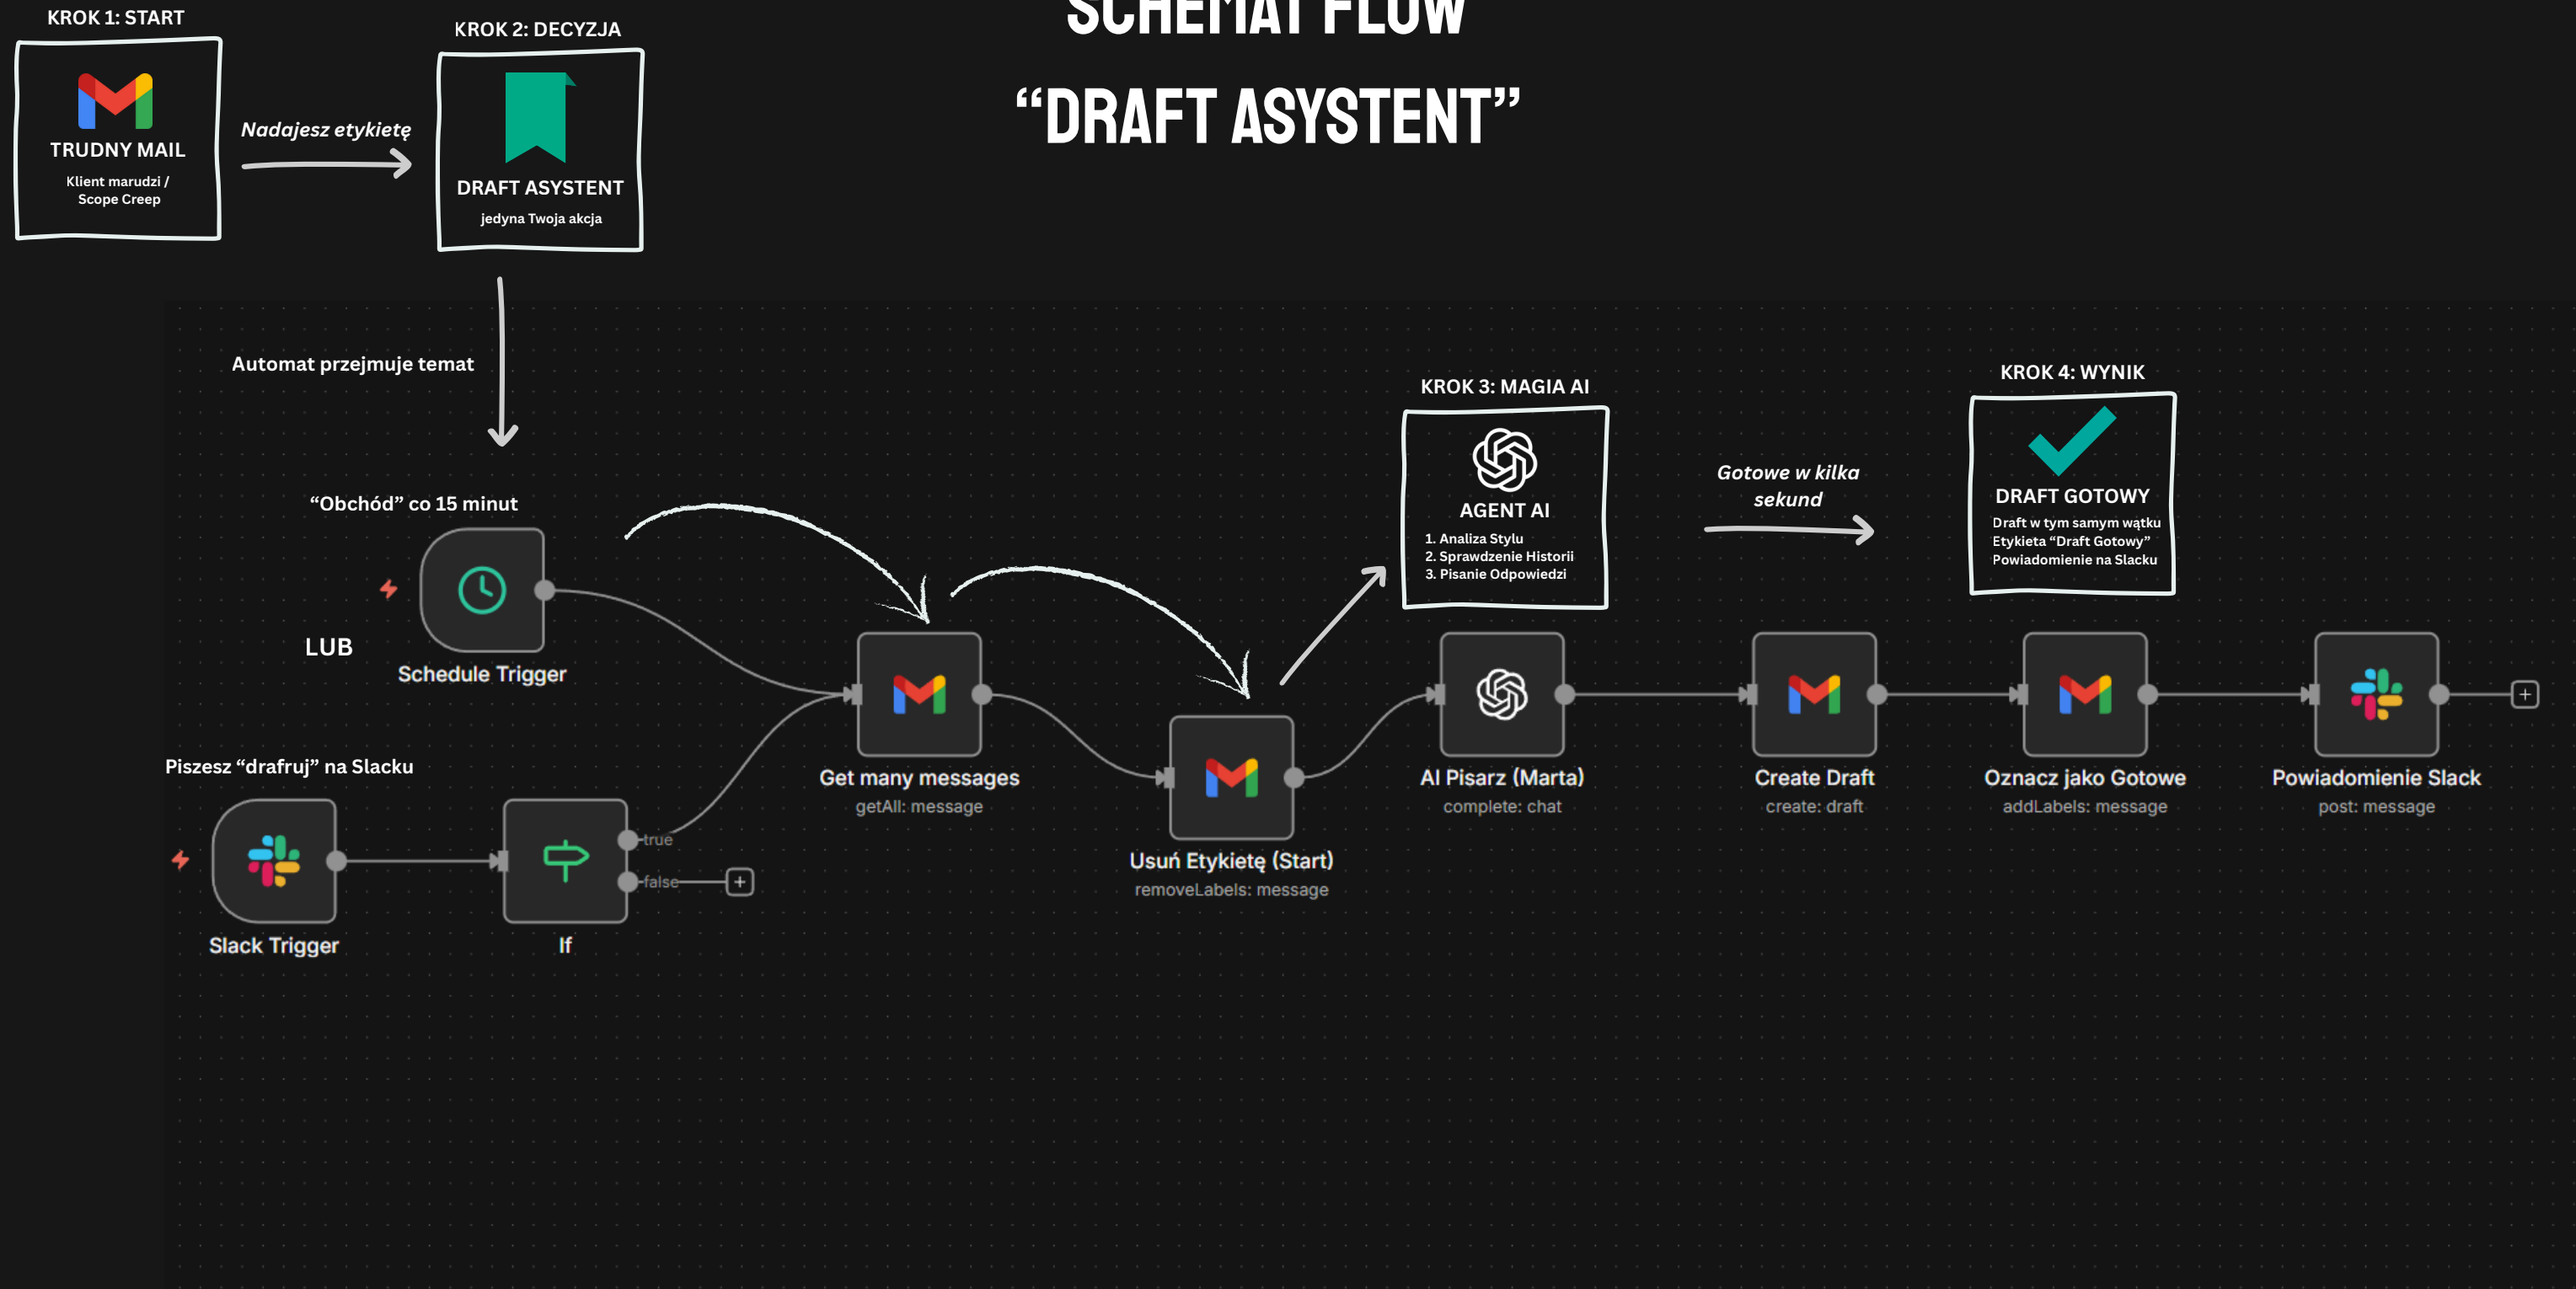 KROK 1: START
TRUDNY MAIL
Klient marudzi /
Scope Creep
Nadajesz etykietę
KROK 2: DECYZJA
DRAFT ASYSTENT
jedyna Twoja akcja
SCHEMAT FLOW
“DRAFT ASYSTENT”
Automat przejmuje temat
“Obchód” co 15 minut
Schedule Trigger
LUB
Piszesz “drafruj” na Slacku
Slack Trigger
If
true
false
Get many messages
getAll: message
Usuń Etykietę (Start)
removeLabels: message
KROK 3: MAGIA AI
AGENT AI
1. Analiza Stylu
2. Sprawdzenie Historii
3. Pisanie Odpowiedzi
AI Pisarz (Marta)
complete: chat
Gotowe w kilka
sekund
Create Draft
create: draft
KROK 4: WYNIK
DRAFT GOTOWY
Draft w tym samym wątku
Etykieta “Draft Gotowy”
Powiadomienie na Slacku
Oznacz jako Gotowe
addLabels: message
Powiadomienie Slack
post: message